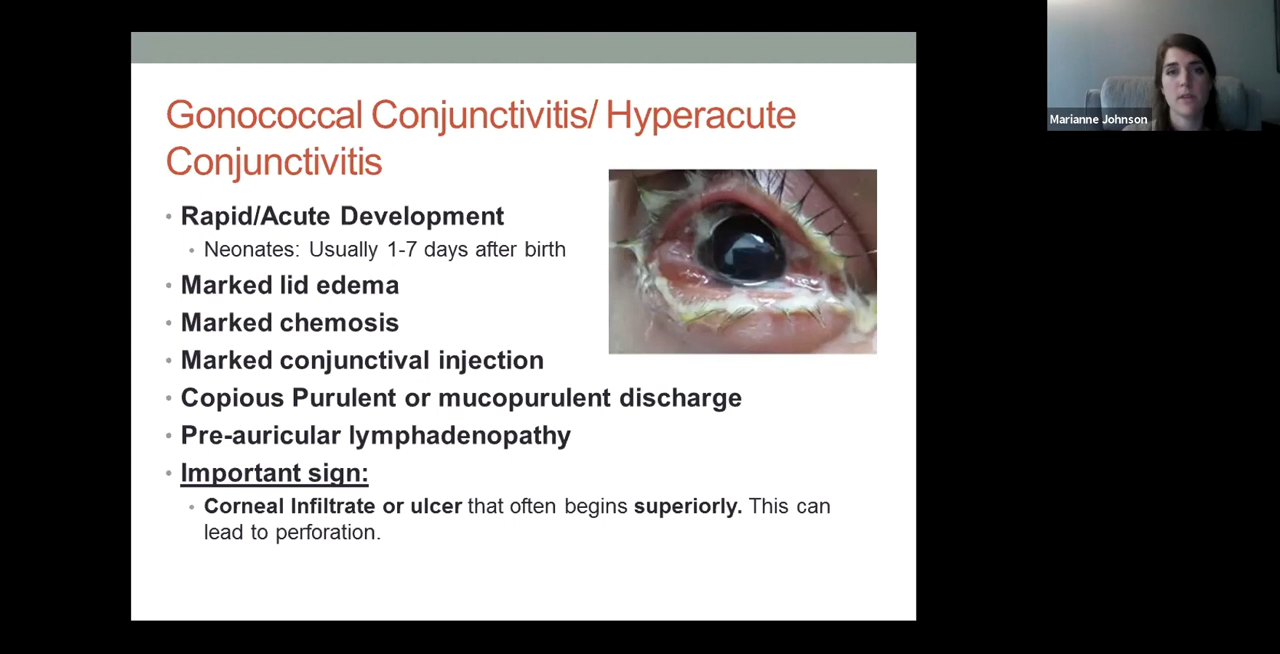 Gonococcal Conjunctivitis/ Hyperacute
Conjunctivitis
• Rapid/Acute Development
• Neonates: Usually 1-7 days after birth
• Marked lid edema
• Marked chemosis
• Marked conjunctival injection
• Copious Purulent or mucopurulent discharge
• Pre-auricular lymphadenopathy
• Important sign:
• Corneal Infiltrate or ulcer that often begins superiorly. This can
lead to perforation.
Marianne Johnson